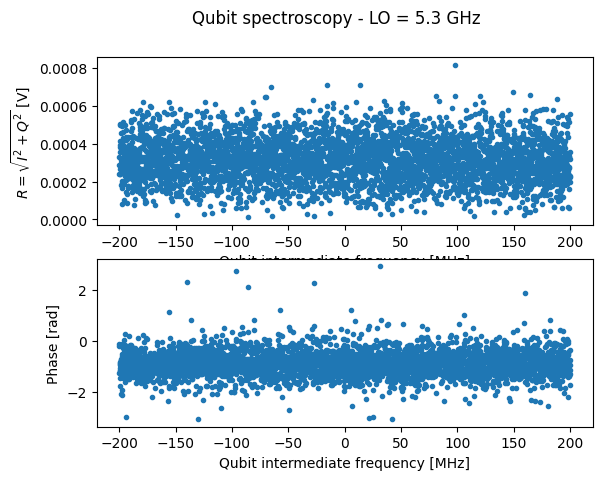 Qubit spectroscopy - LO = 5.3 GHz
R = √I² + Q² [V]
0.0008
0.0006
0.0004
0.0002
0.0000
−200 −150 −100 −50 0 50 100 150 200
Qubit intermediate frequency [MHz]
Phase [rad]
2
0
−2
−200 −150 −100 −50 0 50 100 150 200
Qubit intermediate frequency [MHz]